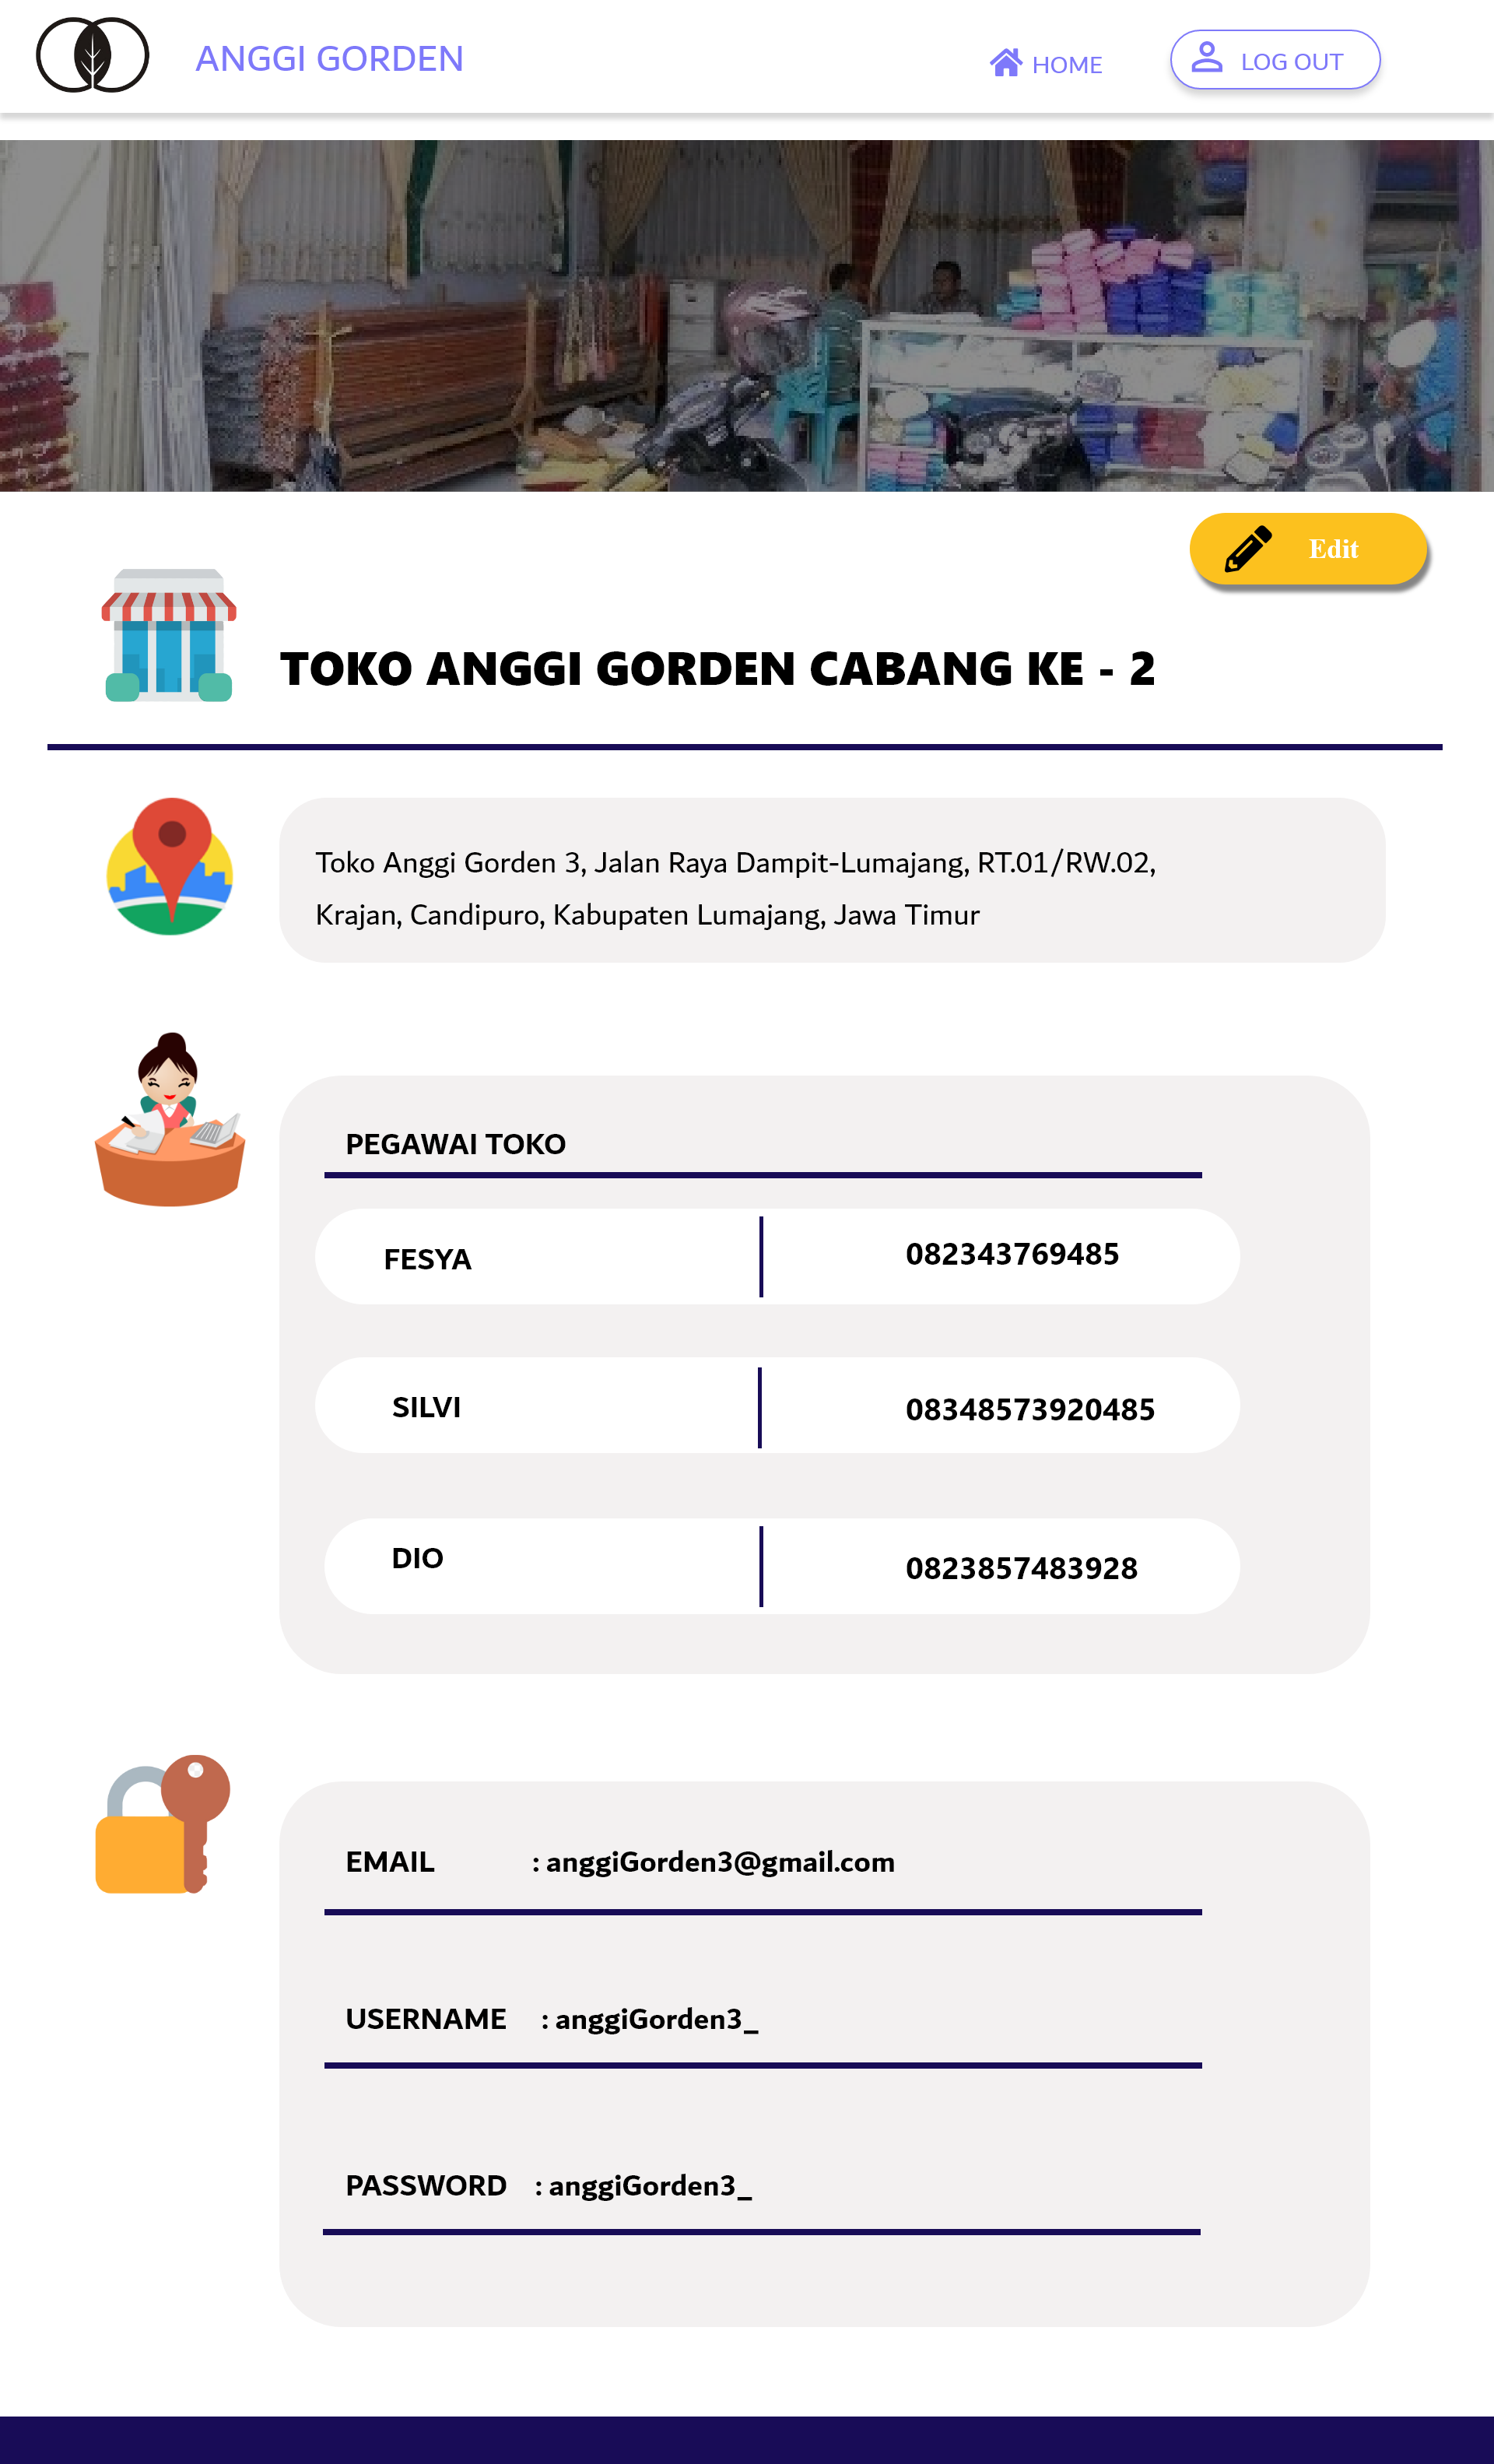 ANGGI GORDEN
HOME
LOG OUT
Edit
TOKO ANGGI GORDEN CABANG KE - 2
Toko Anggi Gorden 3, Jalan Raya Dampit-Lumajang, RT.01/RW.02,
Krajan, Candipuro, Kabupaten Lumajang, Jawa Timur
PEGAWAI TOKO
FESYA 082343769485
SILVI 08348573920485
DIO 0823857483928
EMAIL : anggiGorden3@gmail.com
USERNAME : anggiGorden3_
PASSWORD : anggiGorden3_